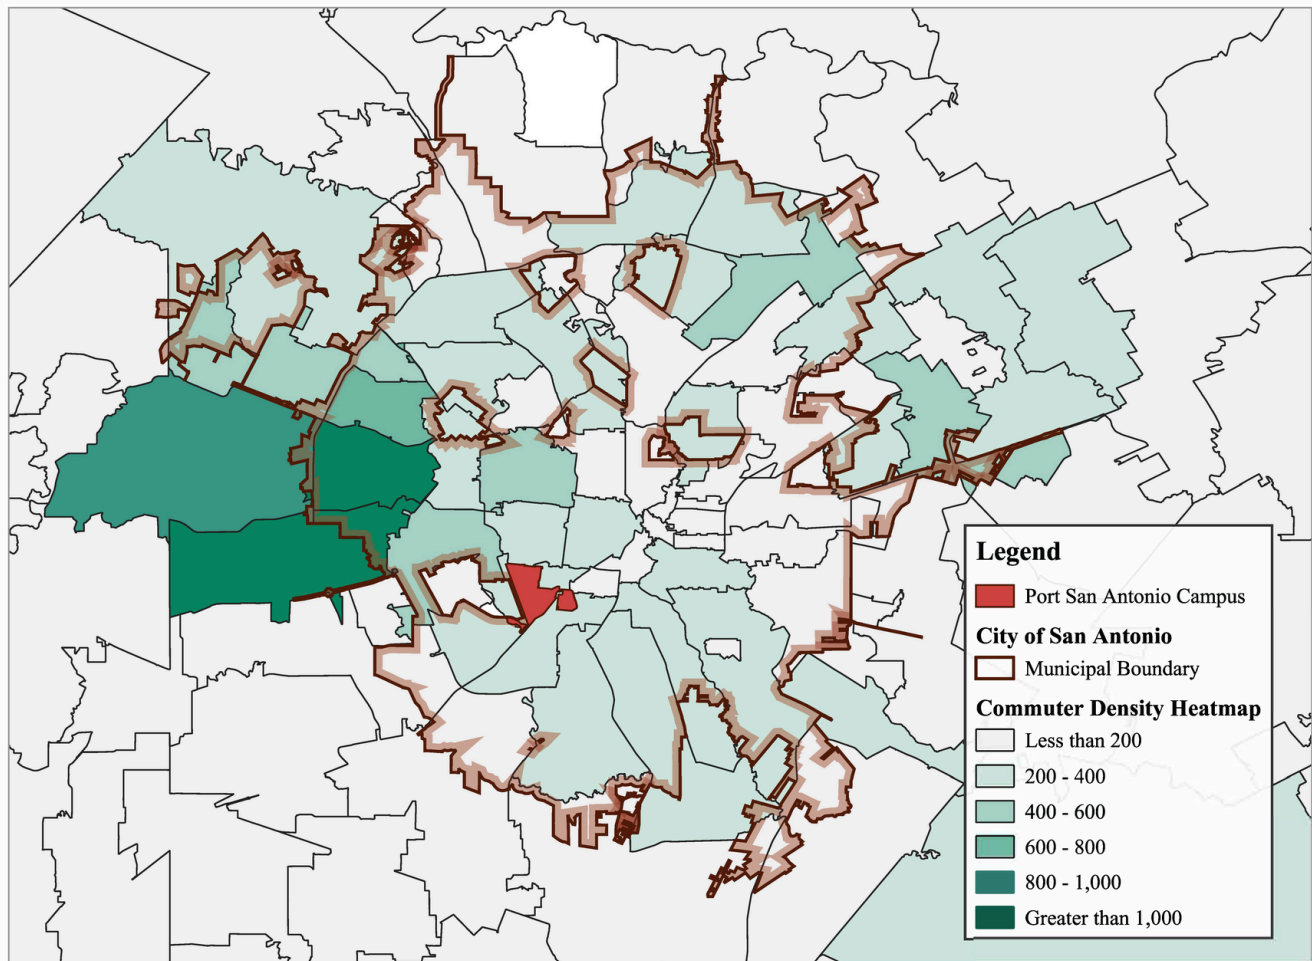 Legend
Port San Antonio Campus
City of San Antonio
Municipal Boundary
Commuter Density Heatmap
Less than 200
200 - 400
400 - 600
600 - 800
800 - 1,000
Greater than 1,000